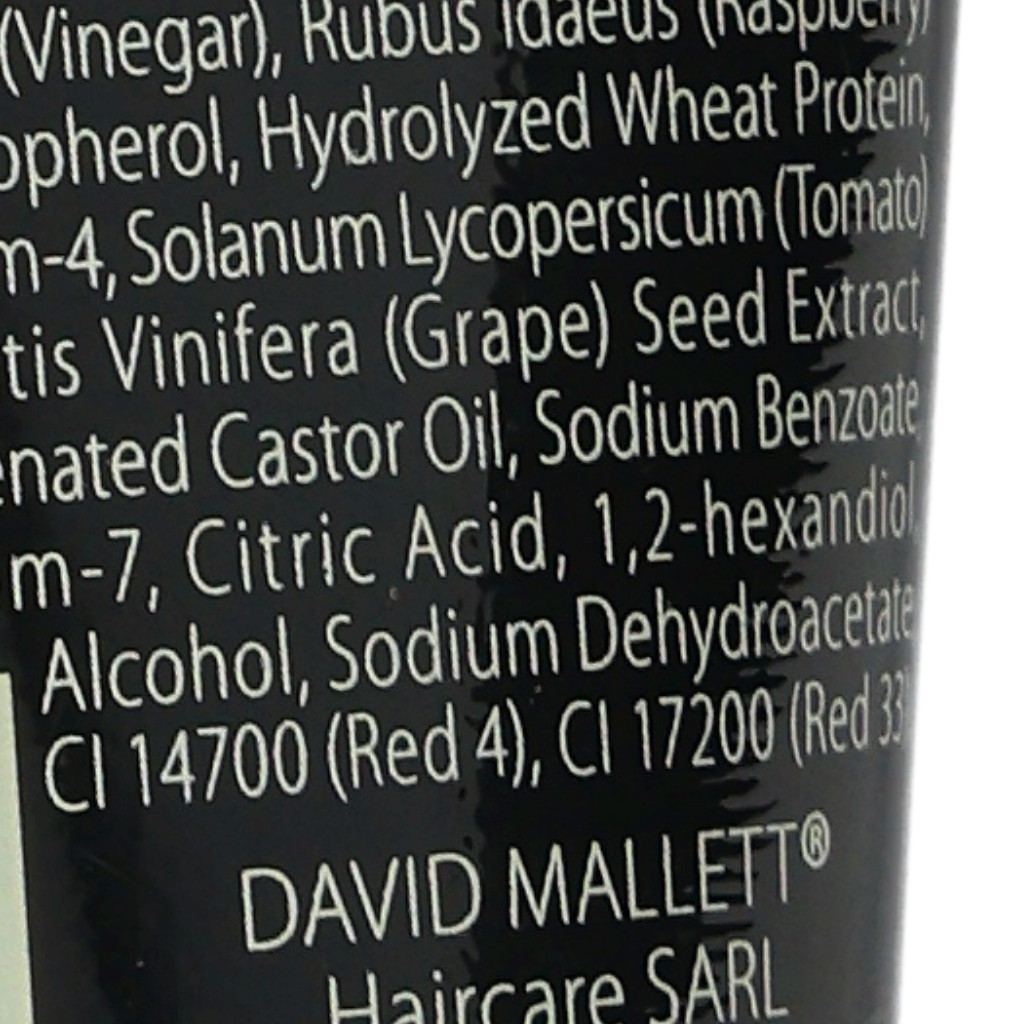 (Vinegar), Rubus Idaeus (Raspberry)
opherol, Hydrolyzed Wheat Protein,
m-4, Solanum Lycopersicum (Tomato)
tis Vinifera (Grape) Seed Extract,
enated Castor Oil, Sodium Benzoate,
m-7, Citric Acid, 1,2-hexandiol,
Alcohol, Sodium Dehydroacetate,
CI 14700 (Red 4), CI 17200 (Red 33)
DAVID MALLETT®
Haircare SARL